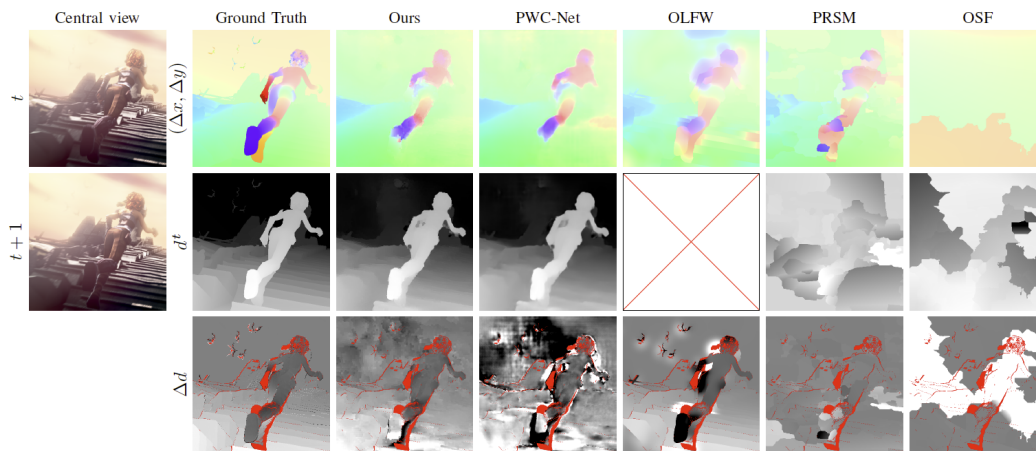 Central view Ground Truth Ours PWC-Net OLFW PRSM OSF
t
(Δx, Δy)
t + 1
d^t
Δd